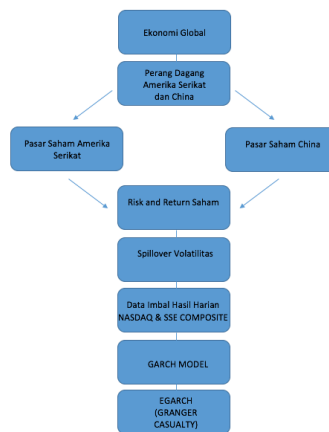 Ekonomi Global
Perang Dagang
Amerika Serikat
dan China
Pasar Saham Amerika
Serikat
Pasar Saham China
Risk and Return Saham
Spillover Volatilitas
Data Imbal Hasil Harian
NASDAQ & SSE COMPOSITE
GARCH MODEL
EGARCH
(GRANGER
CASUALTY)